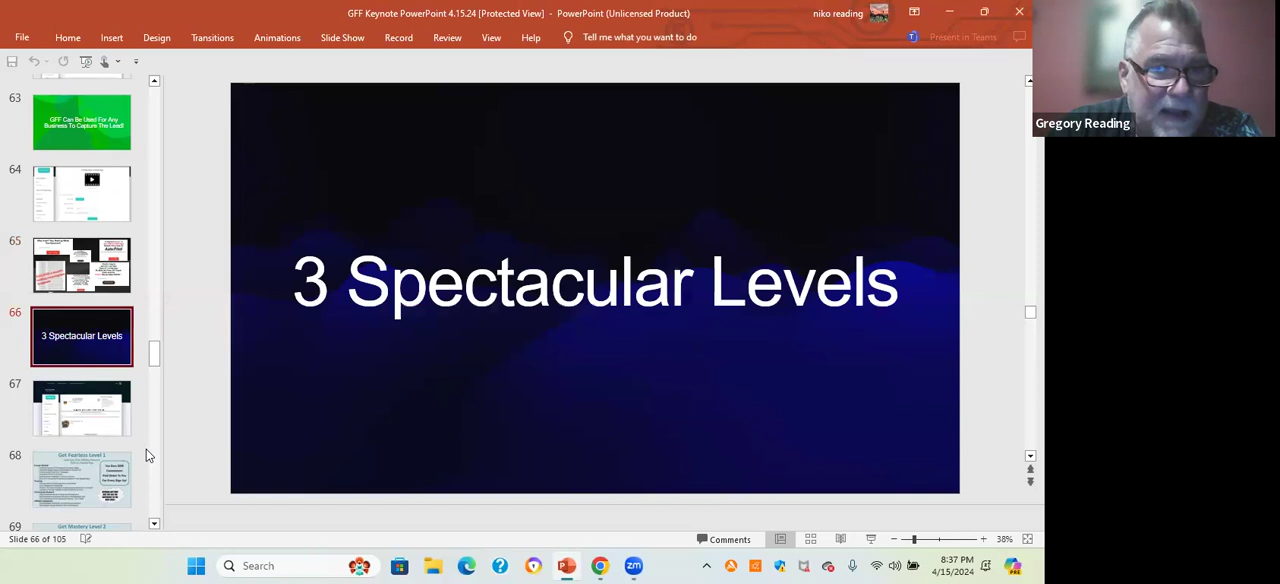 GFF Keynote PowerPoint 4.15.24 [Protected View] - PowerPoint (Unlicensed Product)
niko reading
File Home Insert Design Transitions Animations Slide Show Record Review View Help Tell me what you want to do
Present in Teams
63
GFF Can Be Used For Any
Business To Capture The Lead!
64
65
66
3 Spectacular Levels
67
68
Get Fearless Level 1
69
Get Mastery Level 2
3 Spectacular Levels
Gregory Reading
Slide 66 of 105
Comments
38%
Search
zm
8:37 PM
4/15/2024
PRE